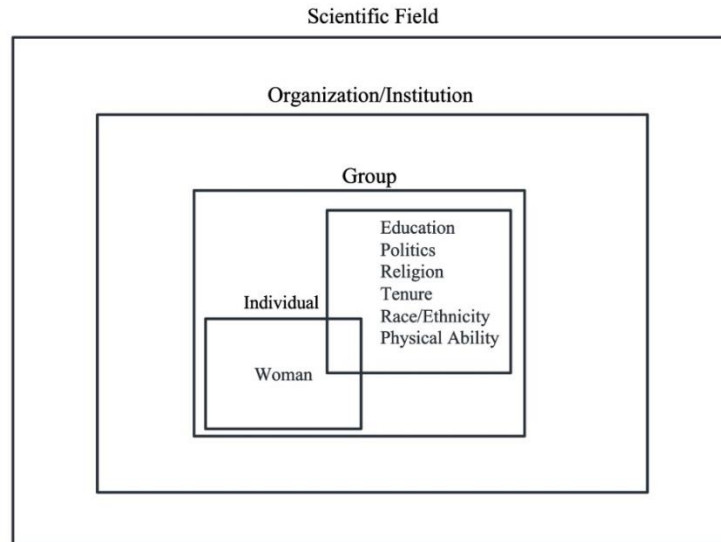 Scientific Field
Organization/Institution
Group
Education
Politics
Religion
Tenure
Race/Ethnicity
Physical Ability
Individual
Woman